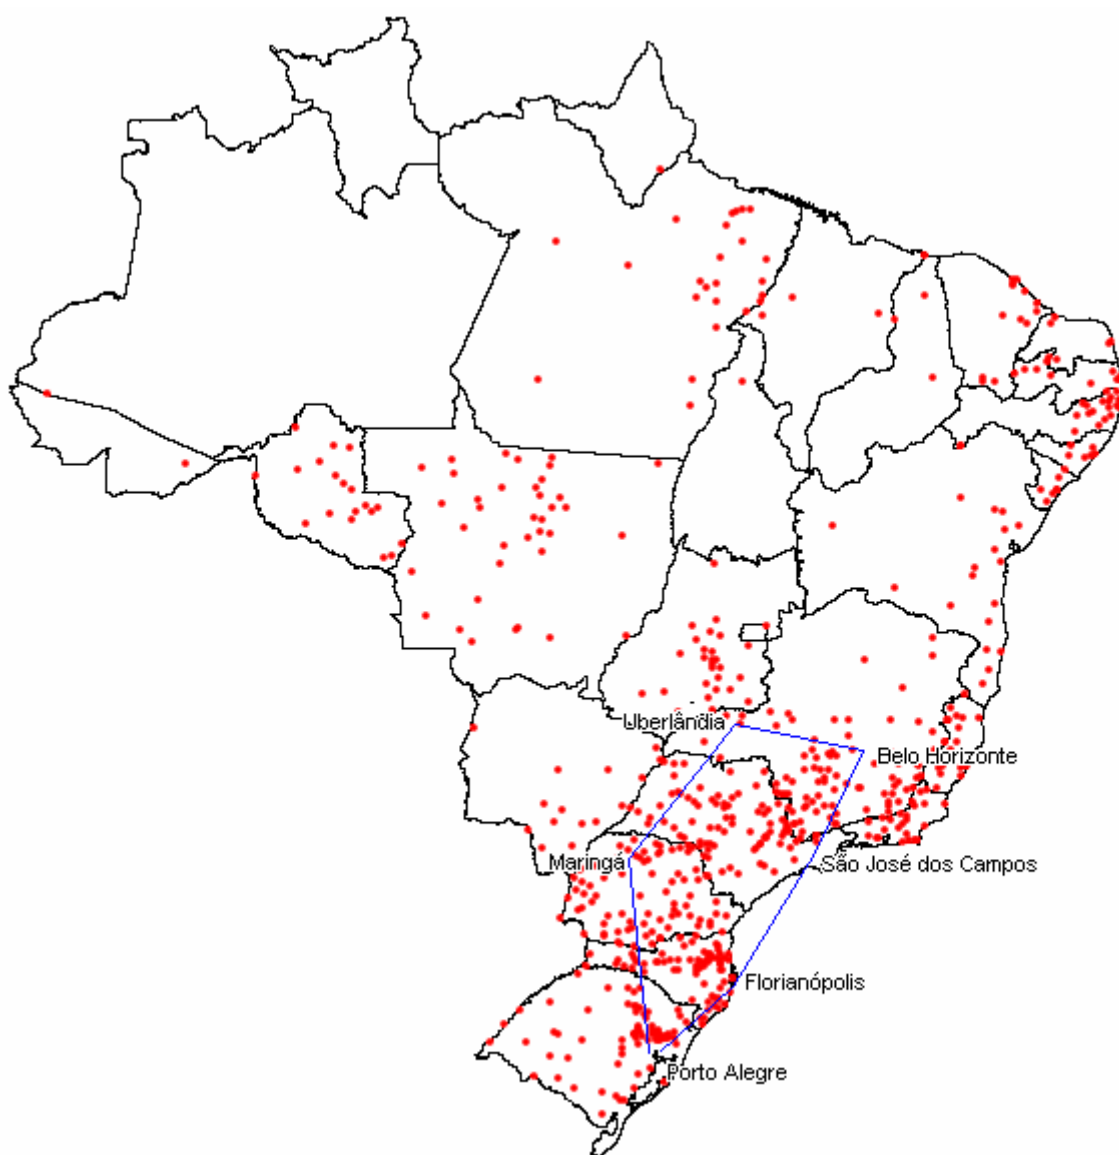 Uberlândia
Belo Horizonte
Maringá
São José dos Campos
Florianópolis
Porto Alegre